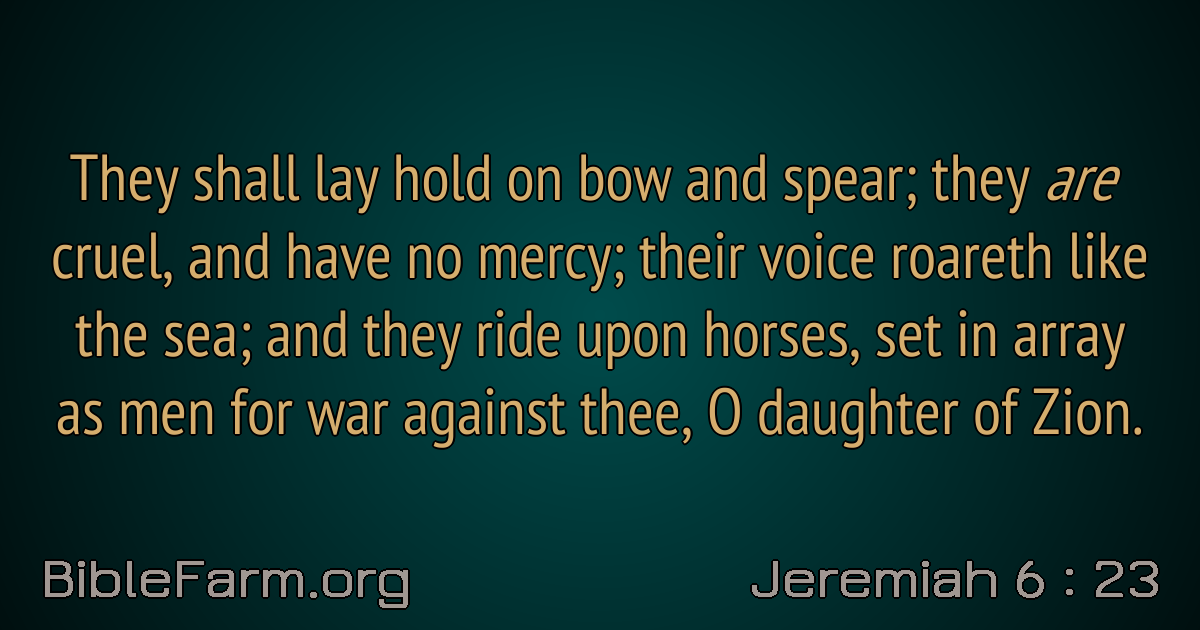 They shall lay hold on bow and spear; they are
cruel, and have no mercy; their voice roareth like
the sea; and they ride upon horses, set in array
as men for war against thee, O daughter of Zion.
BibleFarm.org
Jeremiah 6 : 23